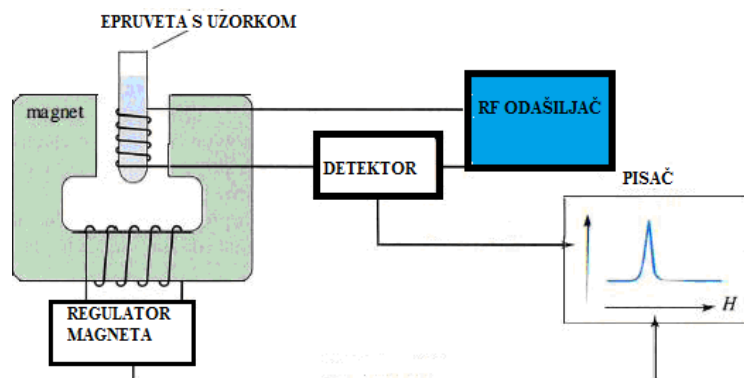 EPRUVETA S UZORKOM
magnet
RF ODAŠILJAČ
DETEKTOR
PISAČ
H
REGULATOR
MAGNETA